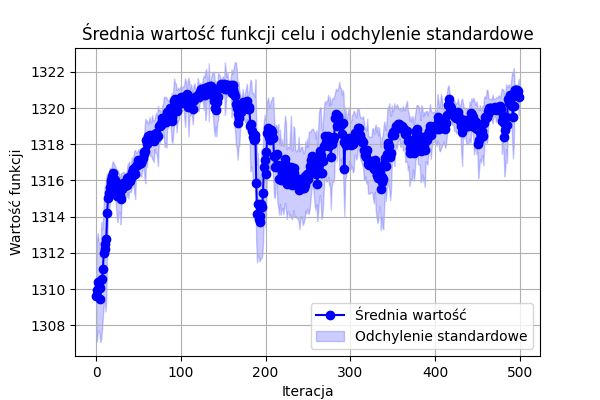 Średnia wartość funkcji celu i odchylenie standardowe
Wartość funkcji
1322
1320
1318
1316
1314
1312
1310
1308
0 100 200 300 400 500
Iteracja
Średnia wartość
Odchylenie standardowe